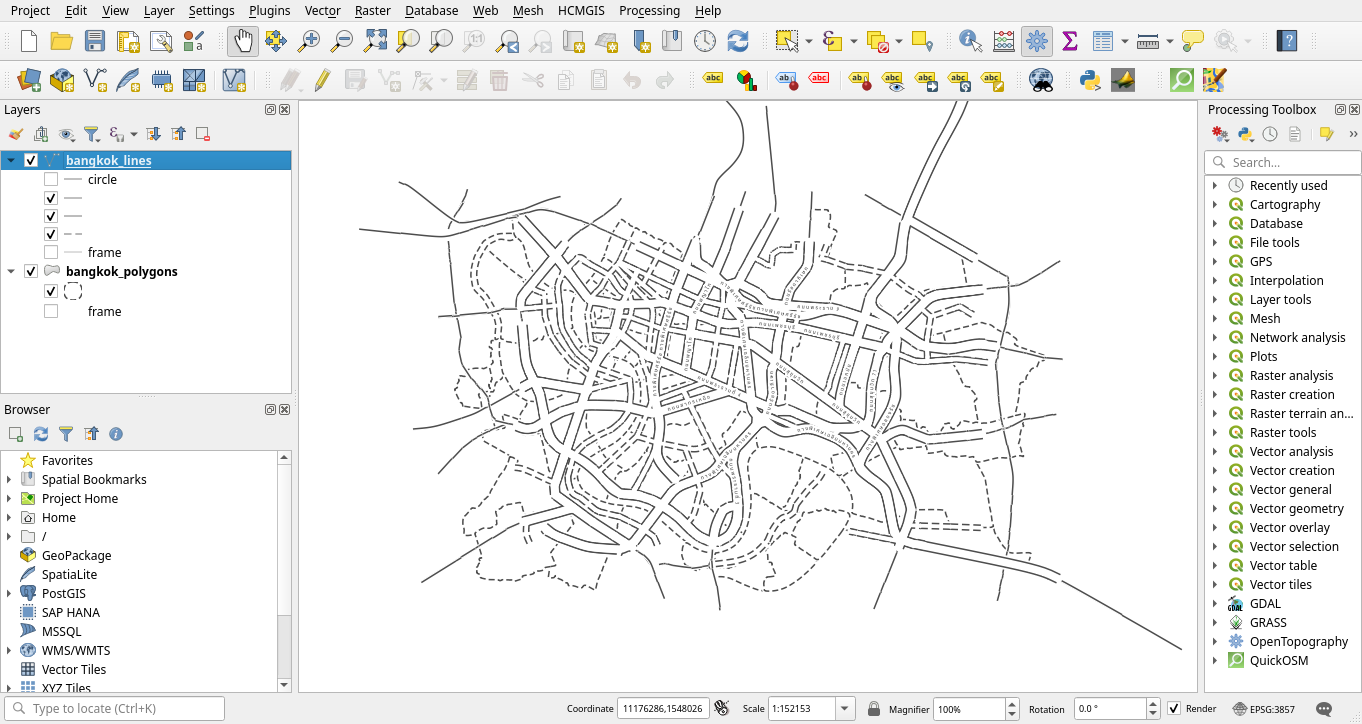 Project Edit View Layer Settings Plugins Vector Raster Database Web Mesh HCMGIS Processing Help
Layers
bangkok_lines
circle
frame
bangkok_polygons
frame
Browser
Favorites
Spatial Bookmarks
Project Home
Home
/
GeoPackage
SpatiaLite
PostGIS
SAP HANA
MSSQL
WMS/WMTS
Vector Tiles
XYZ Tiles
Processing Toolbox
Search...
Recently used
Cartography
Database
File tools
GPS
Interpolation
Layer tools
Mesh
Network analysis
Plots
Raster analysis
Raster creation
Raster terrain an...
Raster tools
Vector analysis
Vector creation
Vector general
Vector geometry
Vector overlay
Vector selection
Vector table
Vector tiles
GDAL
GRASS
OpenTopography
QuickOSM
Type to locate (Ctrl+K)
Coordinate 11176286,1548026 Scale 1:152153 Magnifier 100% Rotation 0.0 ° Render EPSG:3857